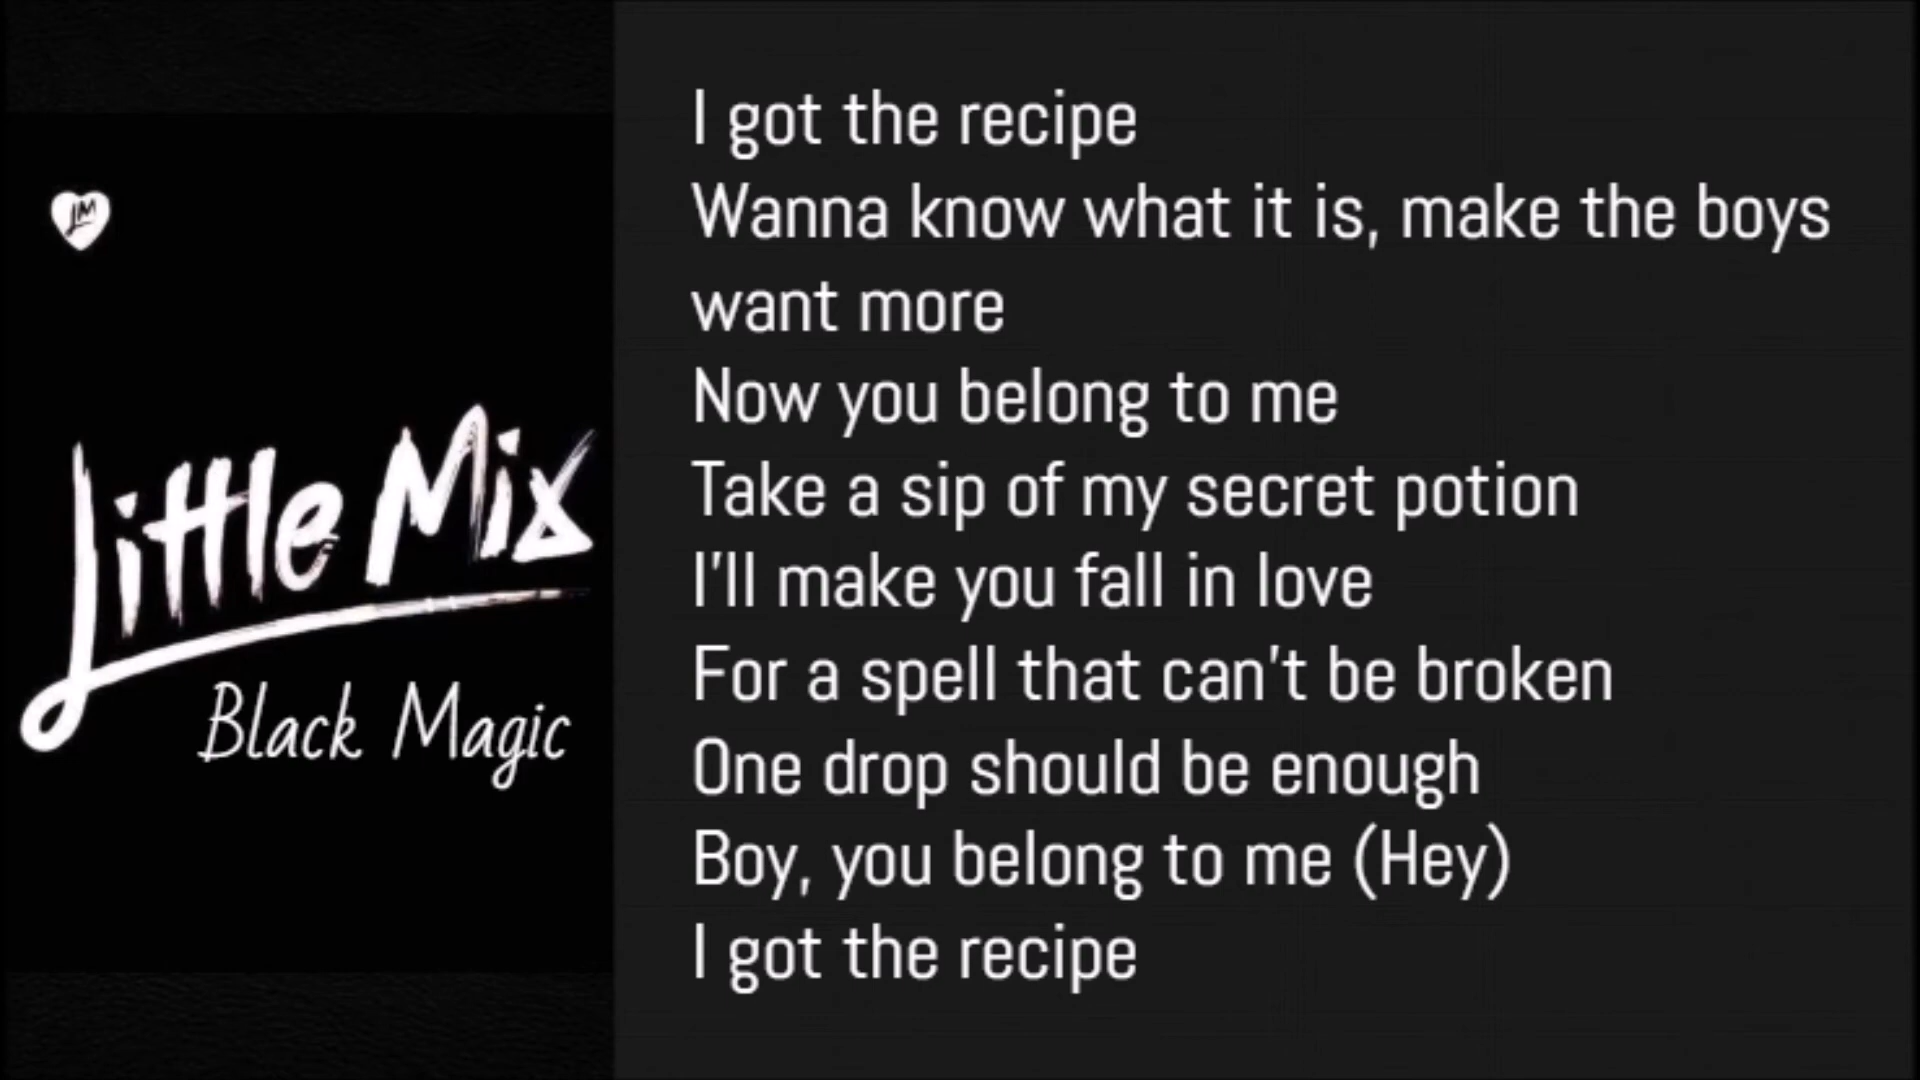 LM
Little Mix
Black Magic
I got the recipe
Wanna know what it is, make the boys
want more
Now you belong to me
Take a sip of my secret potion
I'll make you fall in love
For a spell that can't be broken
One drop should be enough
Boy, you belong to me (Hey)
I got the recipe